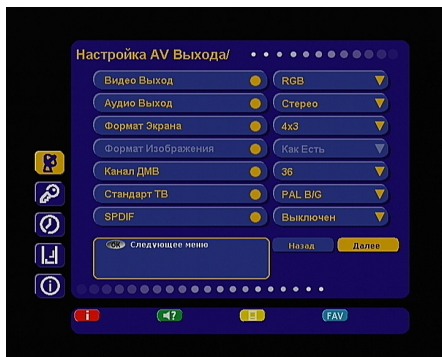 Настройка AV Выхода/
Видео Выход RGB
Аудио Выход Стерео
Формат Экрана 4x3
Формат Изображения Как Есть
Канал ДМВ 36
Стандарт ТВ PAL B/G
SPDIF Выключен
OK Следующее меню
Назад Далее
i ? FAV